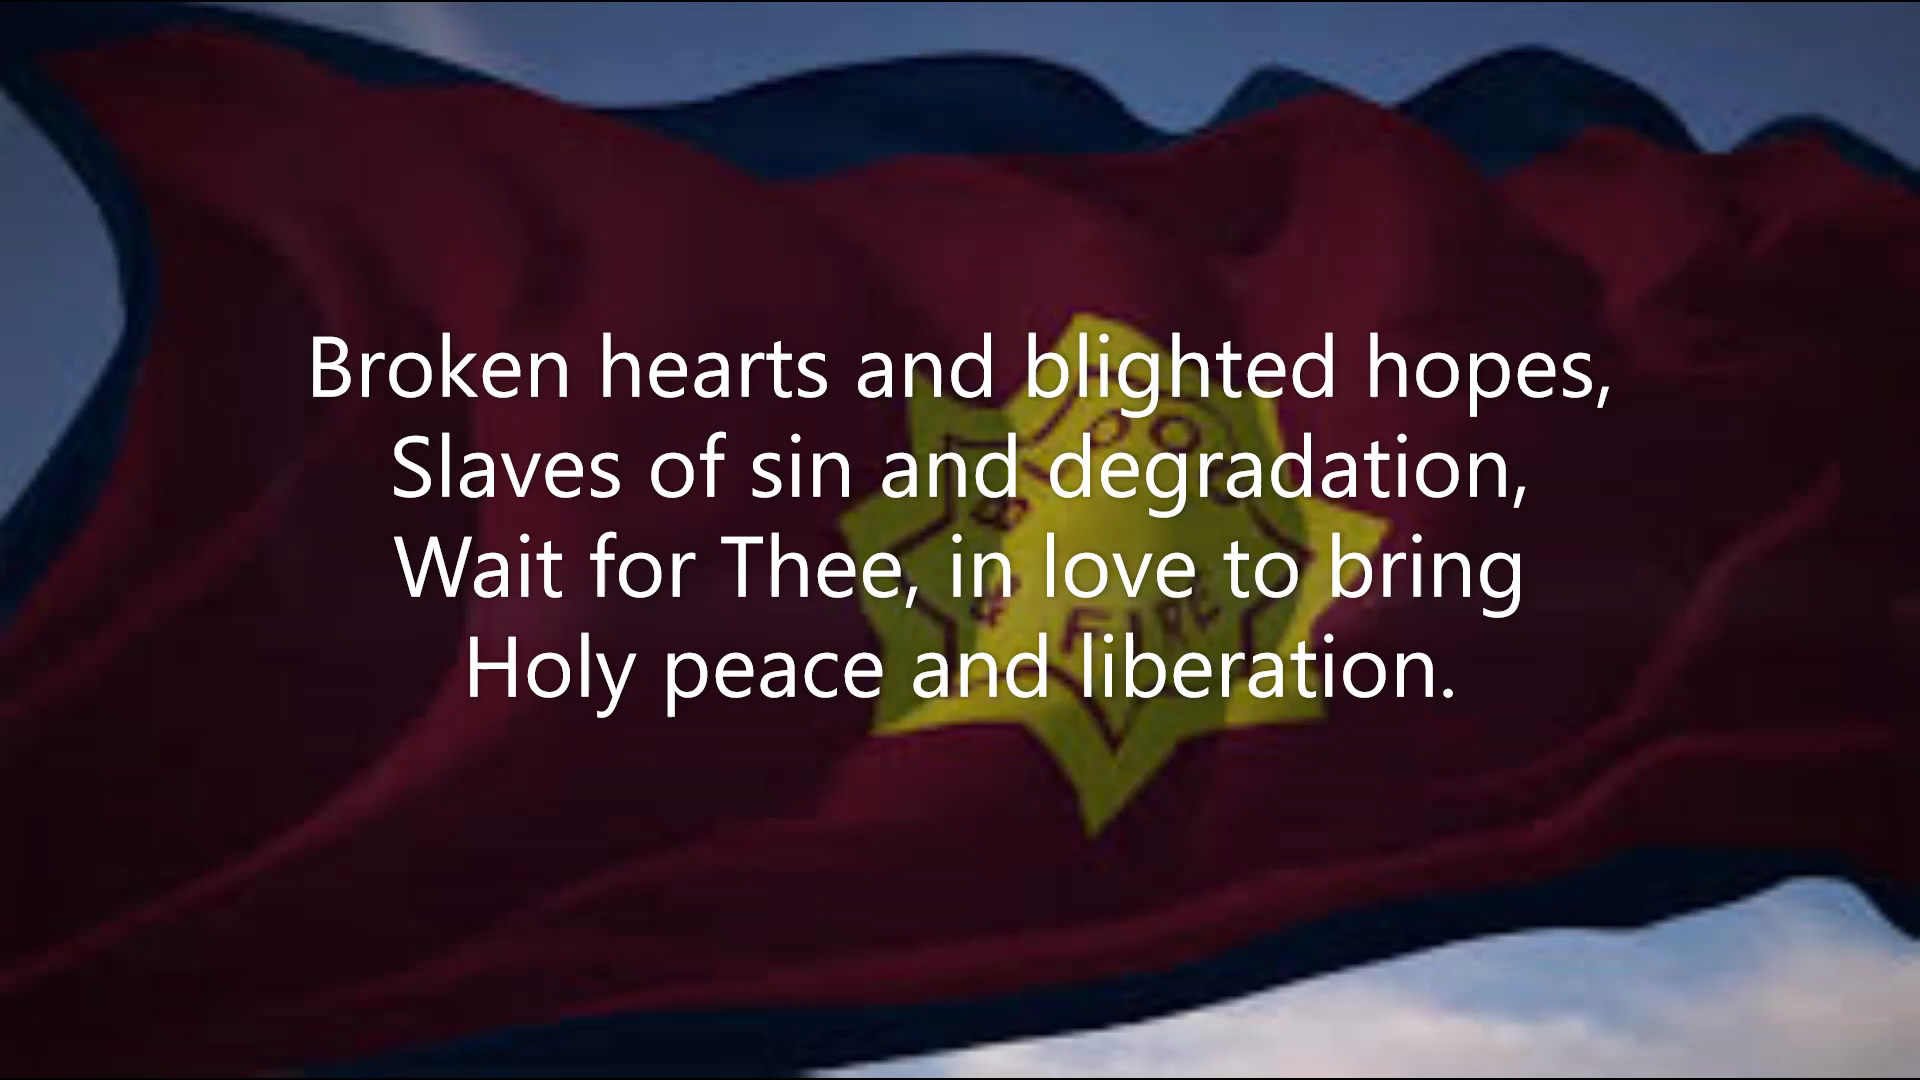 Broken hearts and blighted hopes,
Slaves of sin and degradation,
Wait for Thee, in love to bring
Holy peace and liberation.
FIRE